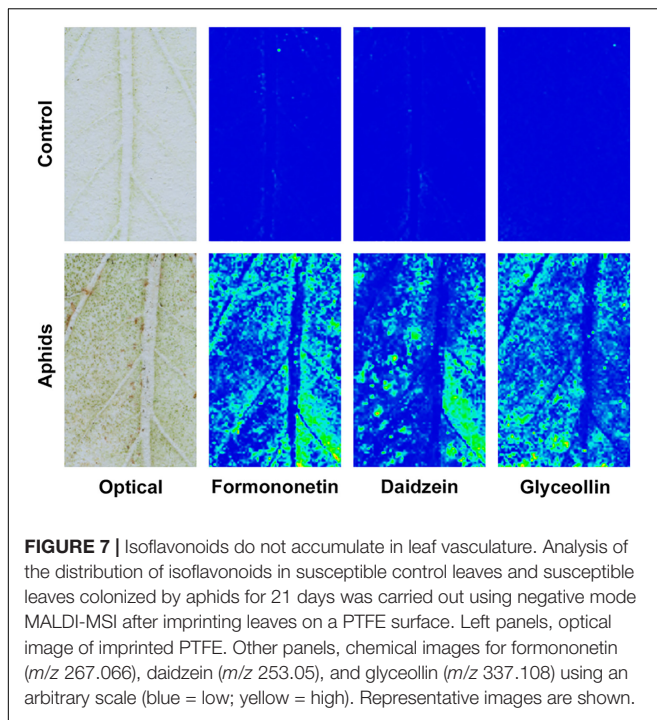 Control
Aphids
Optical Formononetin Daidzein Glyceollin
FIGURE 7 | Isoflavonoids do not accumulate in leaf vasculature. Analysis of
the distribution of isoflavonoids in susceptible control leaves and susceptible
leaves colonized by aphids for 21 days was carried out using negative mode
MALDI-MSI after imprinting leaves on a PTFE surface. Left panels, optical
image of imprinted PTFE. Other panels, chemical images for formononetin
(m/z 267.066), daidzein (m/z 253.05), and glyceollin (m/z 337.108) using an
arbitrary scale (blue = low; yellow = high). Representative images are shown.